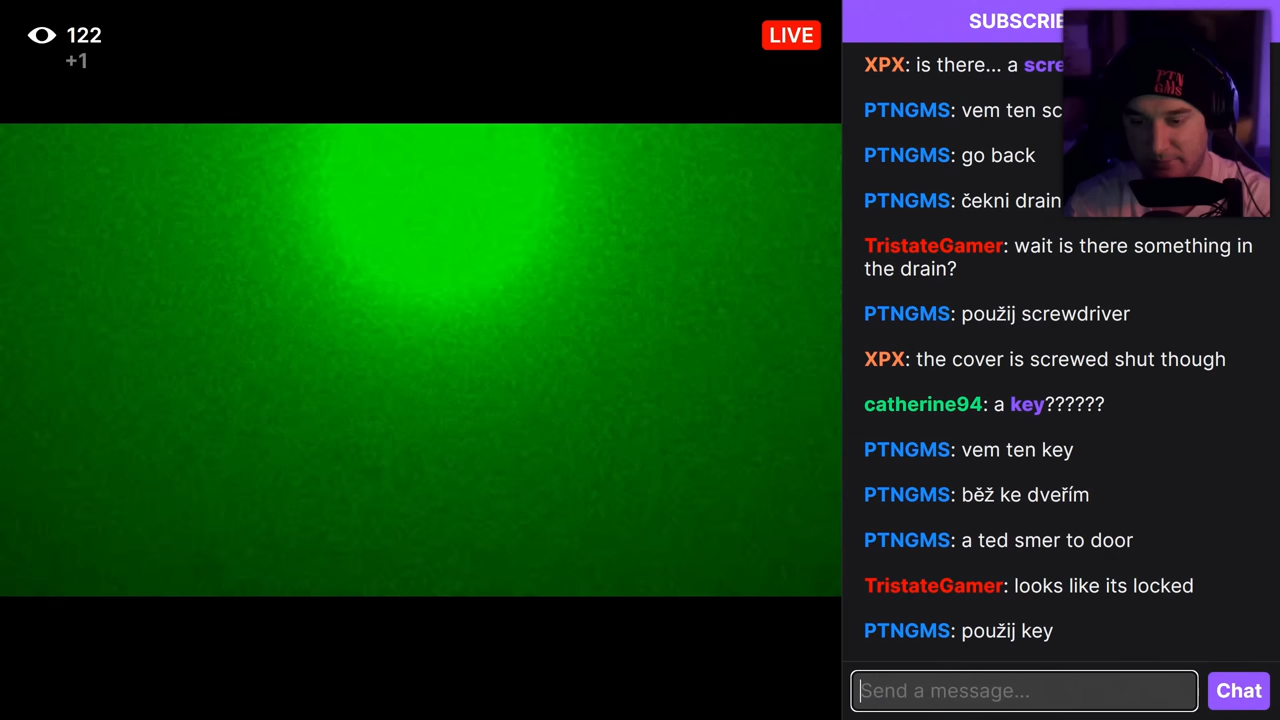 122
+1
LIVE
SUBSCRIBE
PTN
GMS
XPX: is there... a
PTNGMS: vem ten
PTNGMS: go back
PTNGMS: čekni drain
TristateGamer: wait is there something in
the drain?
PTNGMS: použij screwdriver
XPX: the cover is screwed shut though
catherine94: a key??????
PTNGMS: vem ten key
PTNGMS: běž ke dveřím
PTNGMS: a ted smer to door
TristateGamer: looks like its locked
PTNGMS: použij key
Send a message...
Chat